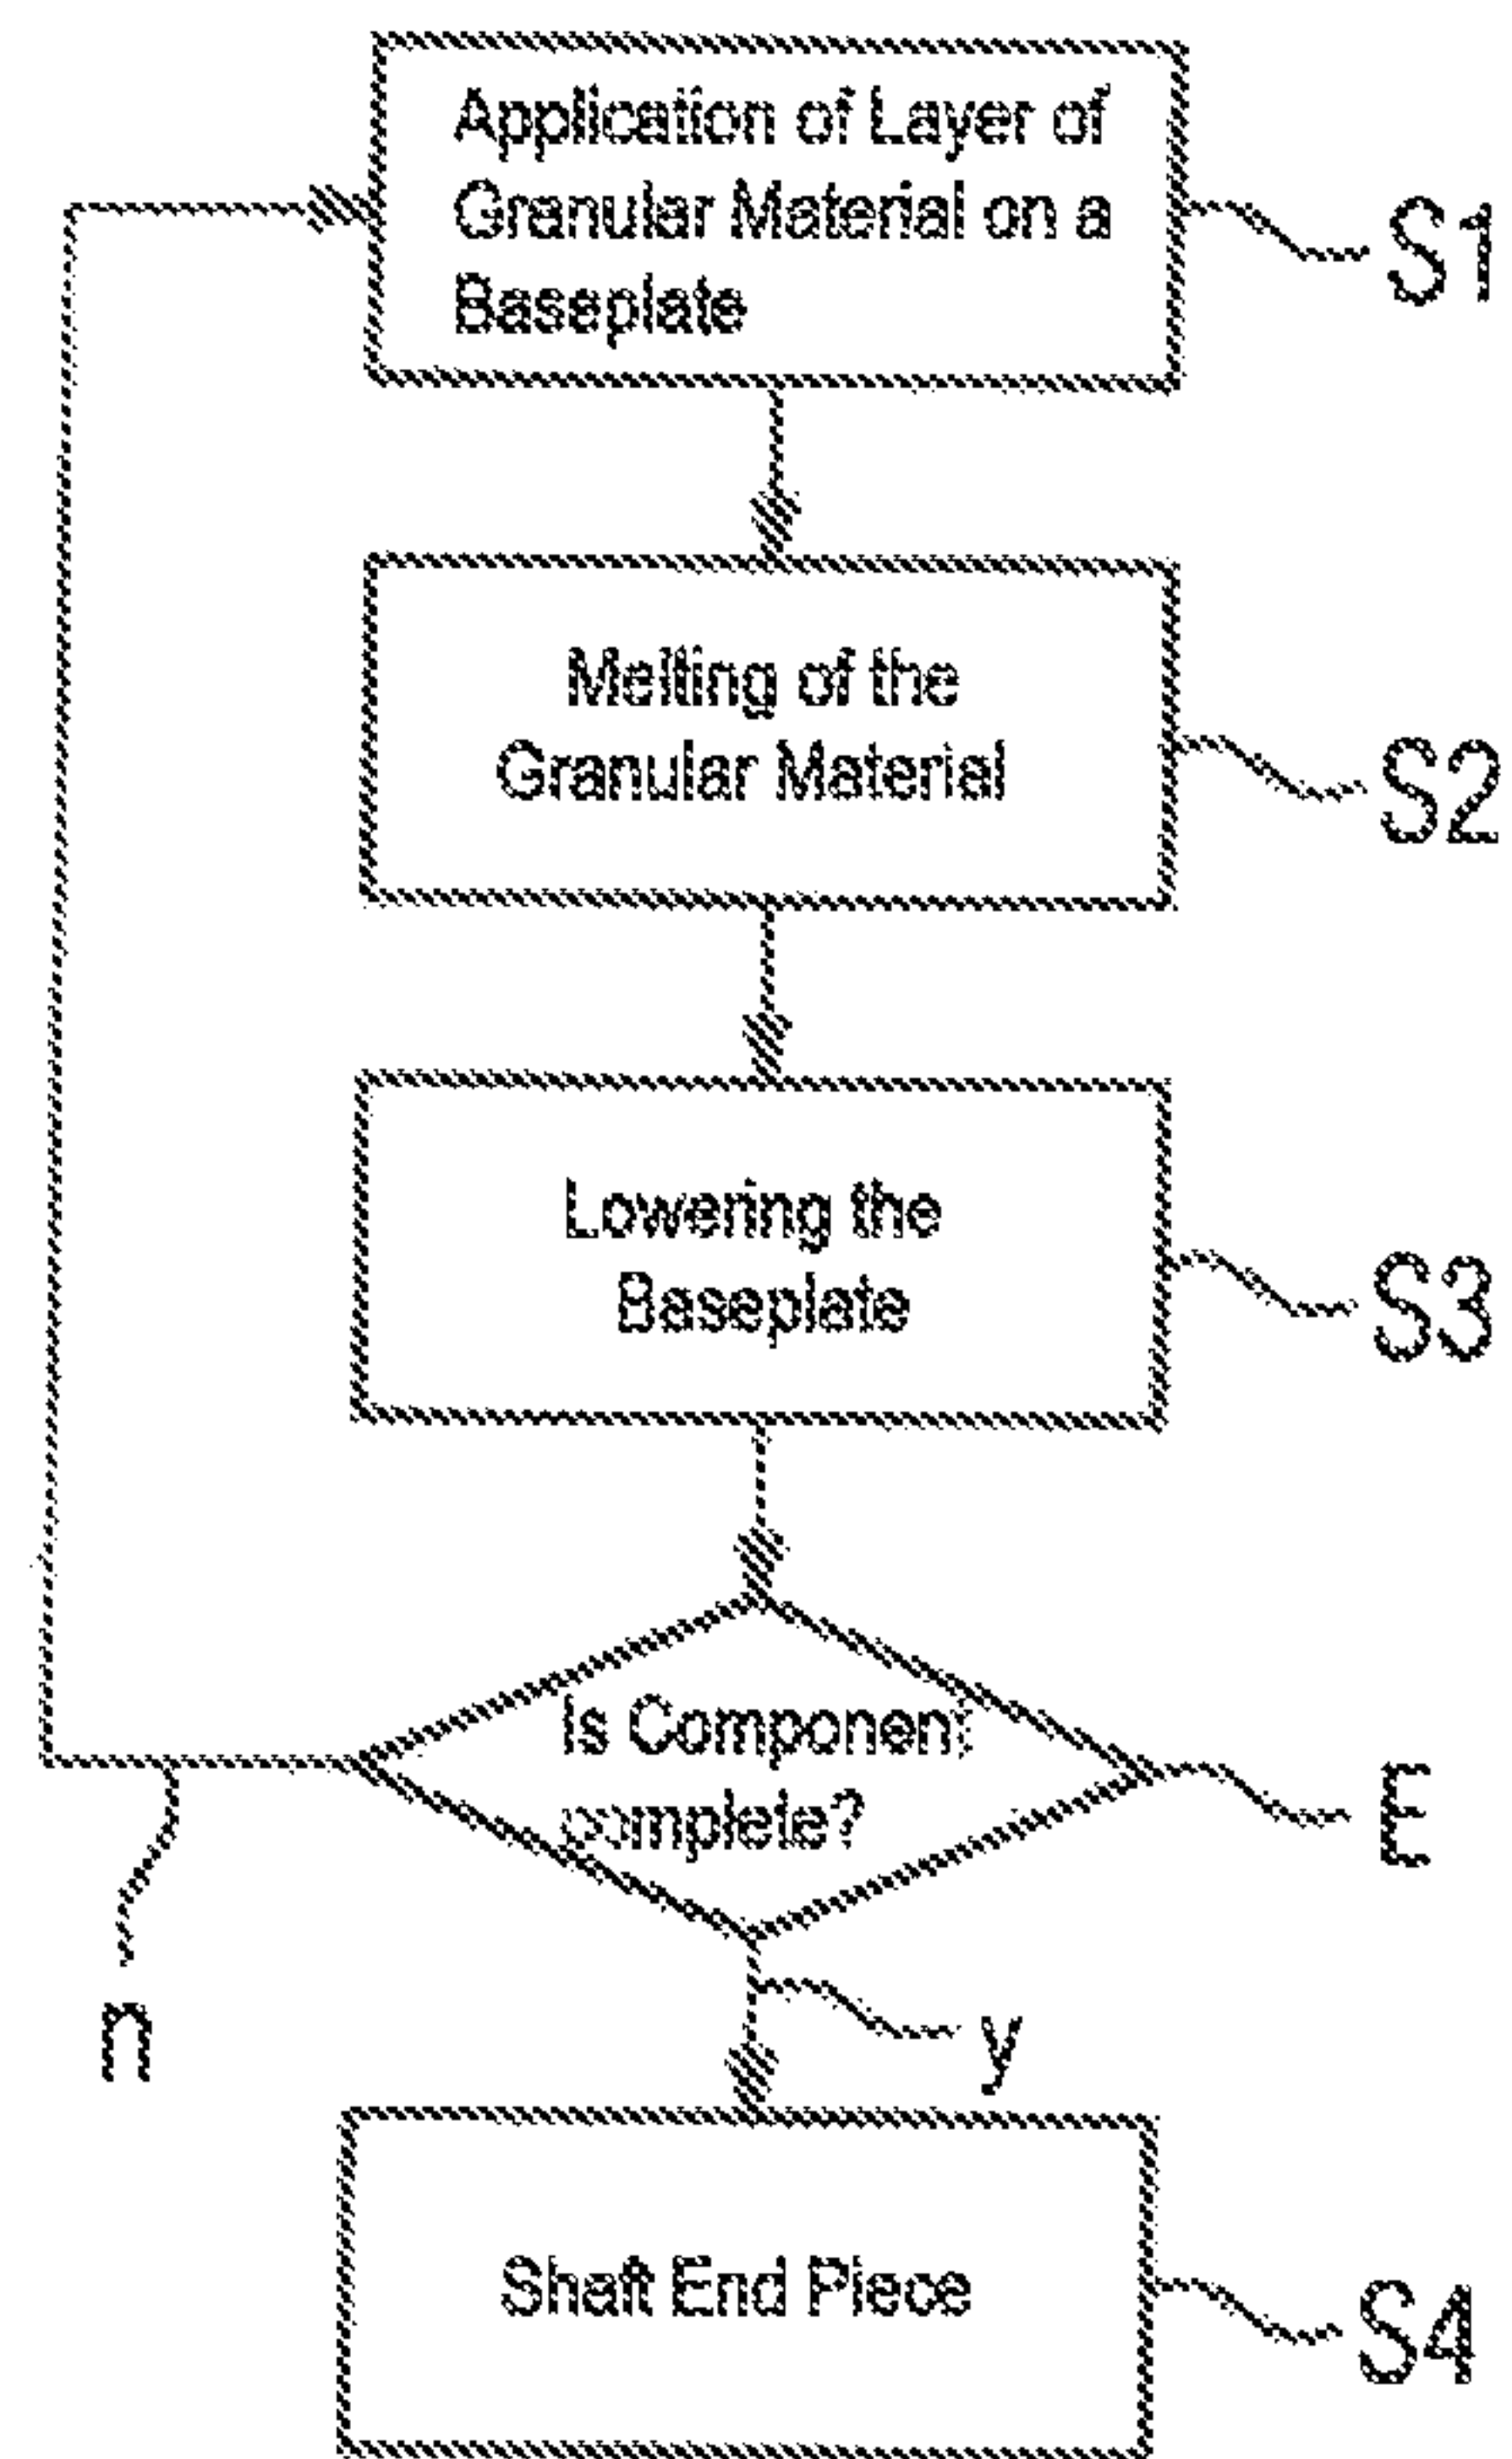 Application of Layer of
Granular Material on a
Baseplate
S1
Melting of the
Granular Material
S2
Lowering the
Baseplate
S3
Is Component
complete?
E
n
y
Shaft End Piece
S4